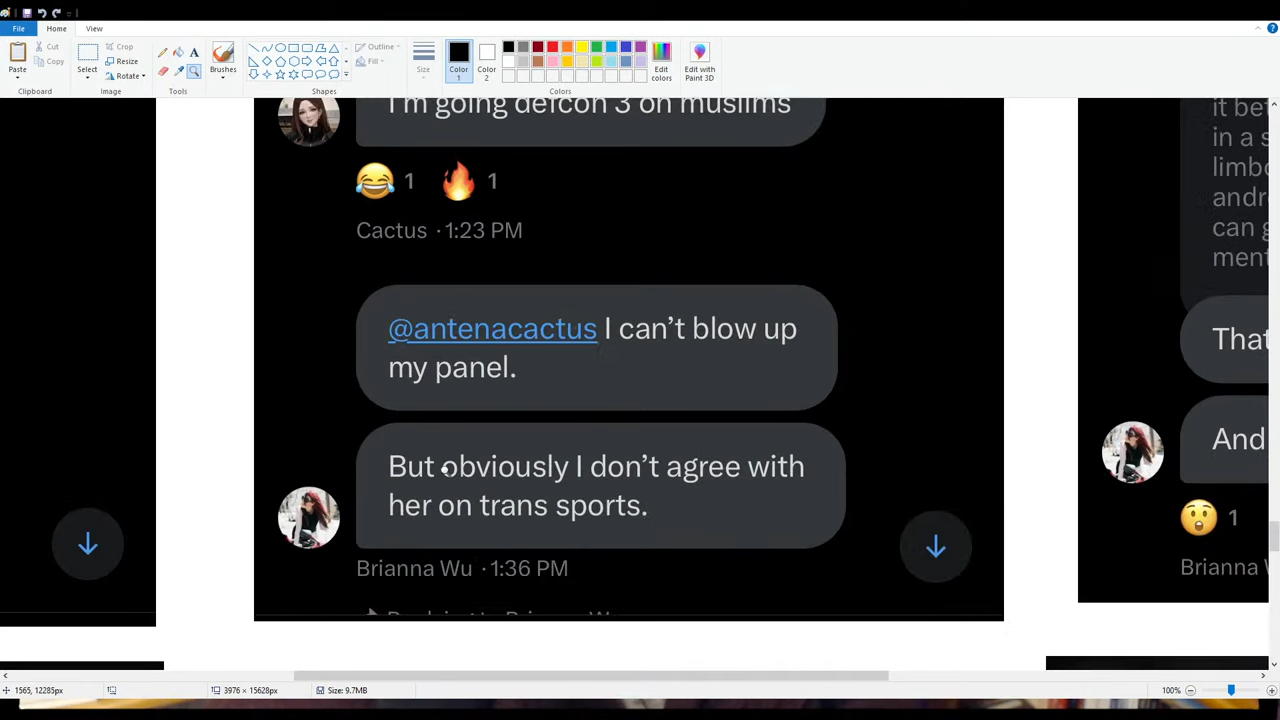 File Home View
Paste
Cut
Copy
Clipboard
Select
Crop
Resize
Rotate
Image
A
Tools
Brushes
Shapes
Outline
Fill
Size
Color 1
Color 2
Colors
Edit colors
Edit with Paint 3D
I'm going defcon 3 on muslims
😂 1 🔥 1
Cactus · 1:23 PM
@antenacactus I can't blow up
my panel.
But obviously I don't agree with
her on trans sports.
Brianna Wu · 1:36 PM
it be
in a s
limb
andr
can g
ment
That
And
😲 1
Brianna
1565, 12285px
3976 × 15628px
Size: 9.7MB
100%